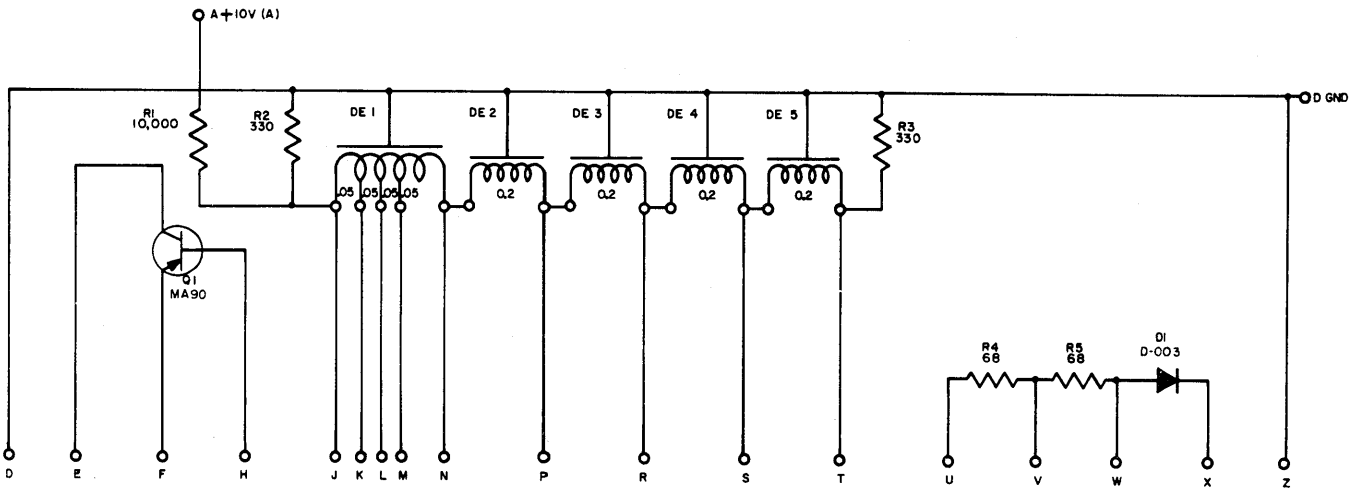 A +10V (A)
R1
10,000
R2
330
DE 1
DE 2
DE 3
DE 4
DE 5
R3
330
D GND
.05
.05
.05
.05
0.2
0.2
0.2
0.2
Q1
MA90
R4
68
R5
68
D1
D-003
D
E
F
H
J
K
L
M
N
P
R
S
T
U
V
W
X
Z